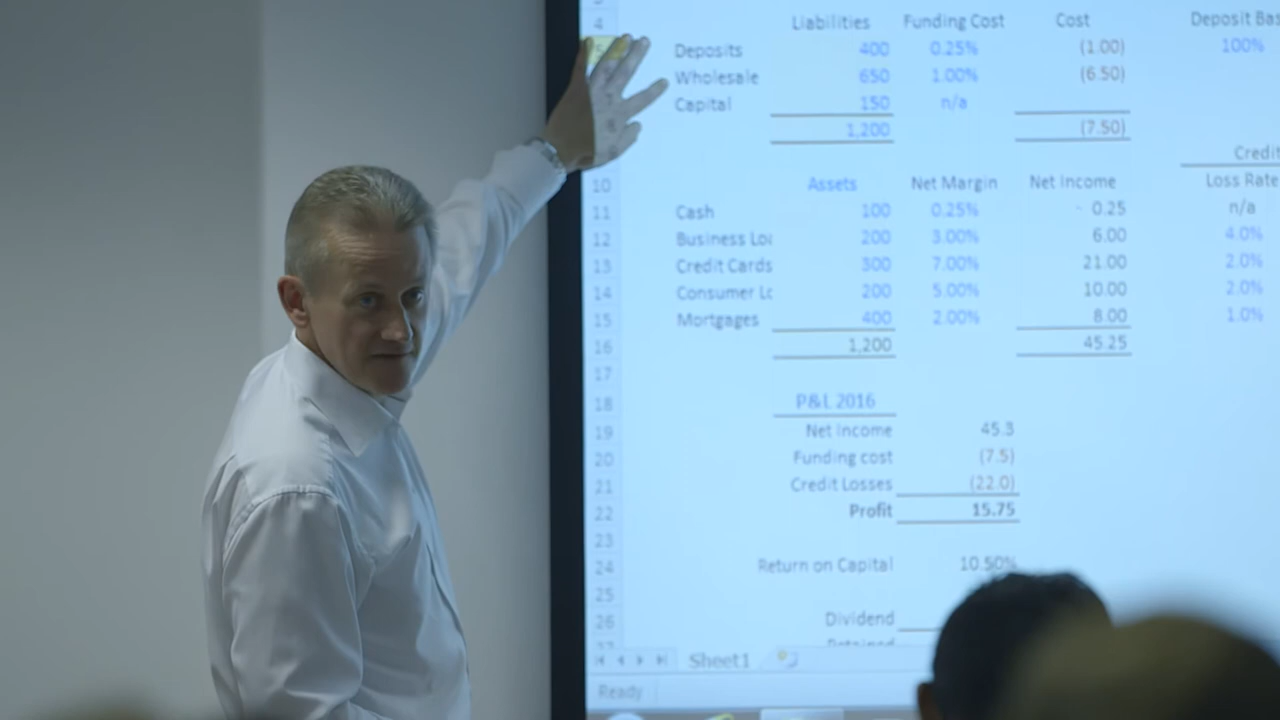 4 Liabilities Funding Cost Cost Deposit Bas
5 Deposits 400 0.25% (1.00) 100%
Wholesale 650 1.00% (6.50)
Capital 150 n/a
1,200 (7.50)
Credit
10 Assets Net Margin Net Income Loss Rate
11 Cash 100 0.25% 0.25 n/a
12 Business Loa 200 3.00% 6.00 4.0%
13 Credit Cards 300 7.00% 21.00 2.0%
14 Consumer Lo 200 5.00% 10.00 2.0%
15 Mortgages 400 2.00% 8.00 1.0%
16 1,200 45.25
17
18 P&L 2016
19 Net Income 45.3
20 Funding cost (7.5)
21 Credit Losses (22.0)
22 Profit 15.75
23
24 Return on Capital 10.50%
25
26 Dividend
Retained
Sheet1
Ready